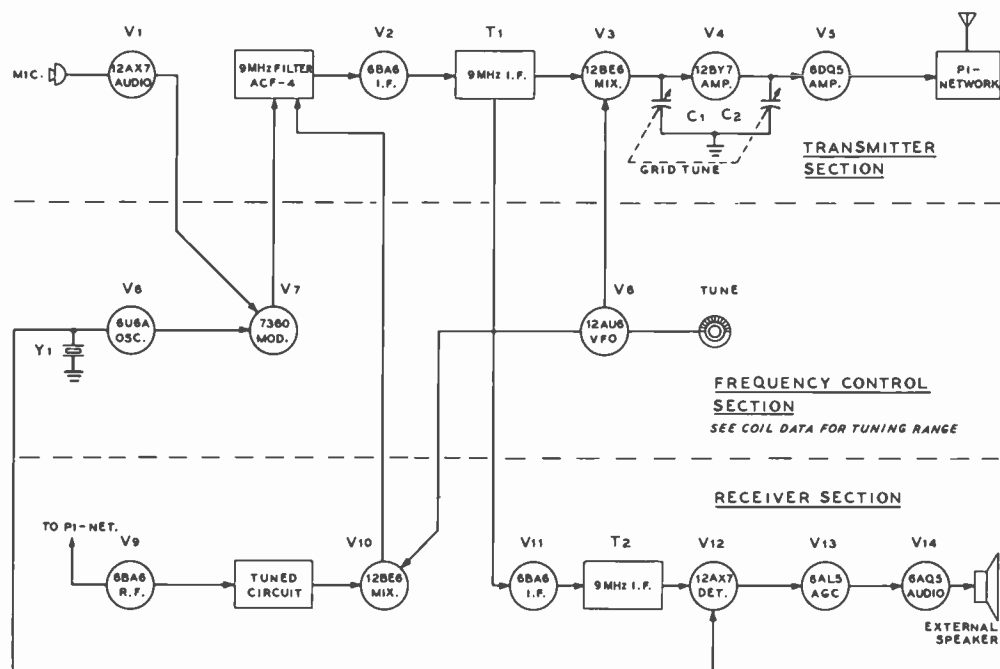 V1
V2
T1
V3
V4
V5
MIC.
12AX7
AUDIO
9MHz FILTER
ACF-4
6BA6
I.F.
9MHz I.F.
12BE6
MIX.
12BY7
AMP.
6DQ5
AMP.
PI-
NETWORK
C1
C2
GRID TUNE
TRANSMITTER
SECTION
V6
V7
V6
TUNE
6U6A
OSC.
7360
MOD.
12AU6
VFO
Y1
FREQUENCY CONTROL
SECTION
SEE COIL DATA FOR TUNING RANGE
RECEIVER SECTION
TO PI-NET.
V9
V10
V11
T2
V12
V13
V14
6BA6
R.F.
TUNED
CIRCUIT
12BE6
MIX.
6BA6
I.F.
9MHz I.F.
12AX7
DET.
6AL5
AGC
6AQ5
AUDIO
EXTERNAL
SPEAKER